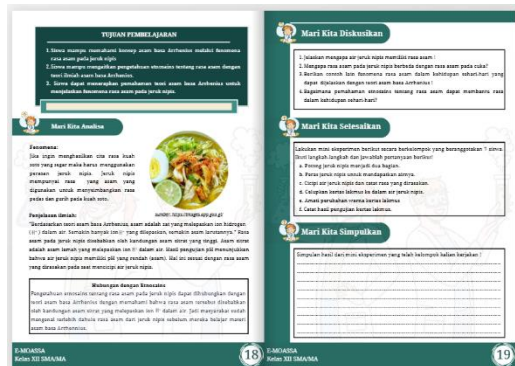 TUJUAN PEMBELAJARAN
1. Siswa mampu memahami konsep asam basa Arrhenius melalui fenomena
rasa asam pada jeruk nipis.
2. Siswa mampu mengaitkan pengetahuan etnosains tentang rasa asam dengan
teori ilmiah asam basa Arrhenius.
3. Siswa dapat menerapkan pemahaman teori asam basa Arrhenius untuk
menjelaskan fenomena rasa asam pada jeruk nipis.
Mari Kita Analisa
Fenomena:
Jika ingin menghasilkan cita rasa kuah
soto yang segar maka harus menggunakan
perasan jeruk nipis. Jeruk nipis
mempunyai rasa yang asam yang
digunakan untuk menyeimbangkan rasa
pedas dan gurih pada kuah soto.
Penjelasan Ilmiah:
"Berdasarkan teori asam basa Arrhenius, asam adalah zat yang melepaskan ion hidrogen
(H⁺) dalam air. Semakin banyak ion H⁺ yang dilepaskan, semakin asam larutannya." Rasa
asam pada jeruk nipis disebabkan oleh kandungan asam sitrat yang tinggi. Asam sitrat
adalah asam lemah yang melepaskan ion H⁺ dalam air. Hasil pengujian pH menunjukkan
bahwa air jeruk nipis memiliki pH yang rendah (asam). Hal ini sesuai dengan rasa asam
yang dirasakan pada saat mencicipi air jeruk nipis.
Hubungan dengan Etnosains
Pengetahuan etnosains tentang rasa asam pada jeruk nipis dapat dihubungkan dengan
teori asam basa Arrhenius dengan memahami bahwa rasa asam tersebut disebabkan
oleh kandungan asam sitrat yang melepaskan ion H⁺ dalam air. Jadi masyarakat sudah
mengenal terlebih dahulu rasa asam dari jeruk nipis sebelum mereka belajar materi
asam basa Arrhennius.
E-MOASSA
Kelas XII SMA/MA
18
Mari Kita Diskusikan
1. Jelaskan mengapa air jeruk nipis memiliki rasa asam !
2. Mengapa rasa asam pada jeruk nipis berbeda dengan rasa asam pada cuka?
3. Berikan contoh lain fenomena rasa asam dalam kehidupan sehari-hari yang
dapat dijelaskan dengan teori asam basa Arrhenius !
4. Bagaimana pemahaman etnosains tentang rasa asam dapat membantu rasa
dalam kehidupan sehari-hari?
Mari Kita Selesaikan
Lakukan mini eksperimen berikut secara berkelompok yang beranggotakan 7 siswa.
Ikuti langkah-langkah dan jawablah pertanyaan berikut!
a. Potong jeruk nipis menjadi dua bagian.
b. Peras jeruk nipis untuk mendapatkan airnya.
c. Cicipi air jeruk nipis dan catat rasa yang dirasakan.
d. Celupkan kertas lakmus ke dalam air jeruk nipis.
e. Amati perubahan warna kertas lakmus
f. Catat hasil pengujian kertas lakmus.
Mari Kita Simpulkan
Simpulan hasil dari mini eksperimen yang telah kelompok kalian kerjakan !
E-MOASSA
Kelas XII SMA/MA
19